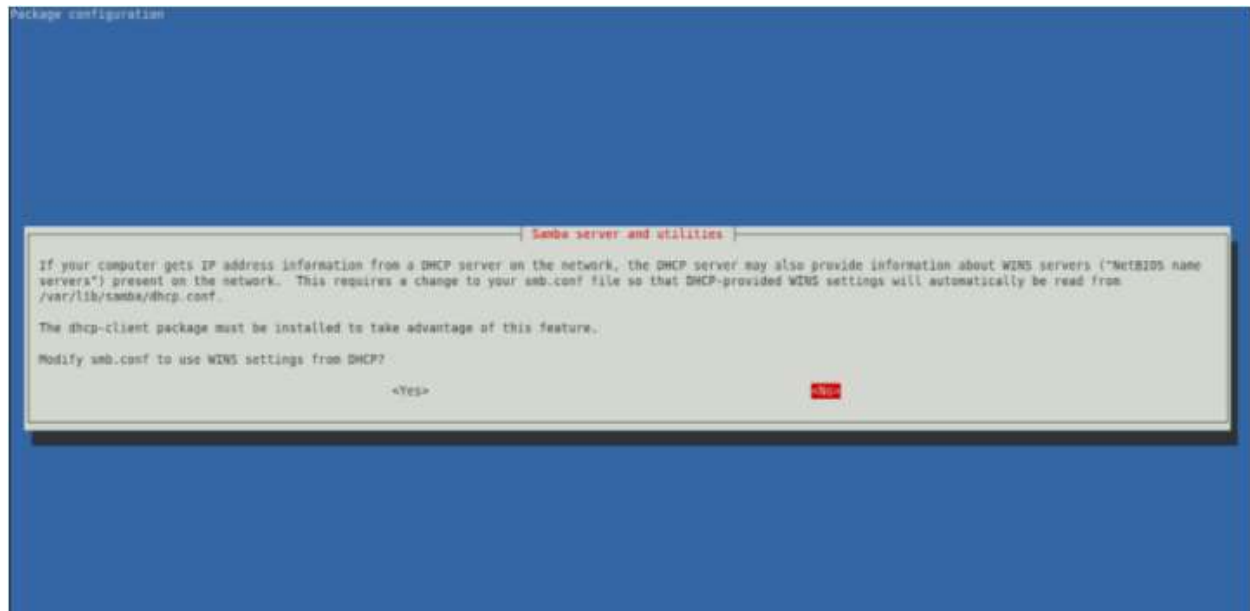 Package configuration
Samba server and utilities
If your computer gets IP address information from a DHCP server on the network, the DHCP server may also provide information about WINS servers ("NetBIOS name
servers") present on the network.  This requires a change to your smb.conf file so that DHCP-provided WINS settings will automatically be read from
/var/lib/samba/dhcp.conf.
The dhcp-client package must be installed to take advantage of this feature.
Modify smb.conf to use WINS settings from DHCP?
<Yes> <No>